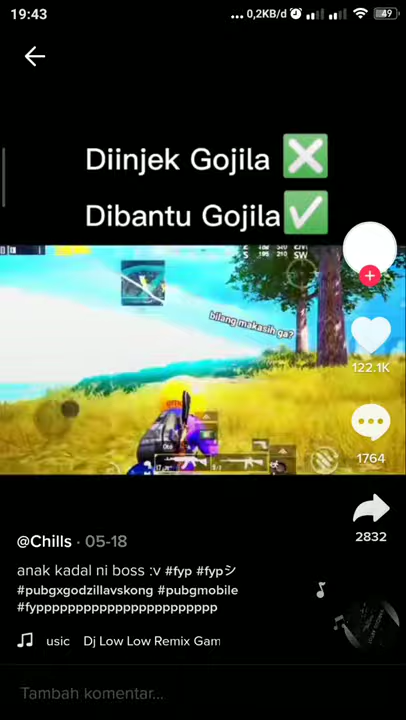 19:43
... 0,2KB/d
49
Diinjek Gojila
Dibantu Gojila
SW
bilang makasih ga?
122.1K
1764
2832
@Chills · 05-18
anak kadal ni boss :v #fyp #fypシ
#pubgxgodzillavskong #pubgmobile
#fyppppppppppppppppppppppp
usic Dj Low Low Remix Gam
Tambah komentar...